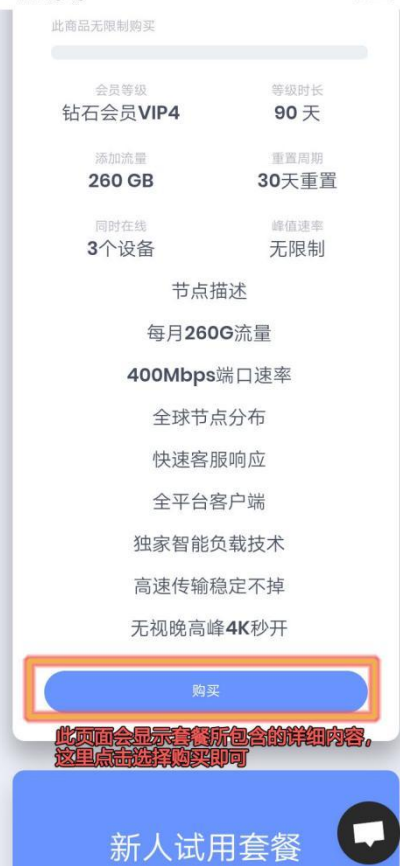 此商品无限制购买
会员等级
等级时长
钻石会员VIP4
90 天
添加流量
重置周期
260 GB
30天重置
同时在线
峰值速率
3个设备
无限制
节点描述
每月260G流量
400Mbps端口速率
全球节点分布
快速客服响应
全平台客户端
独家智能负载技术
高速传输稳定不掉
无视晚高峰4K秒开
购买
此页面会显示套餐所包含的详细内容，
这里点击选择购买即可
新人试用套餐